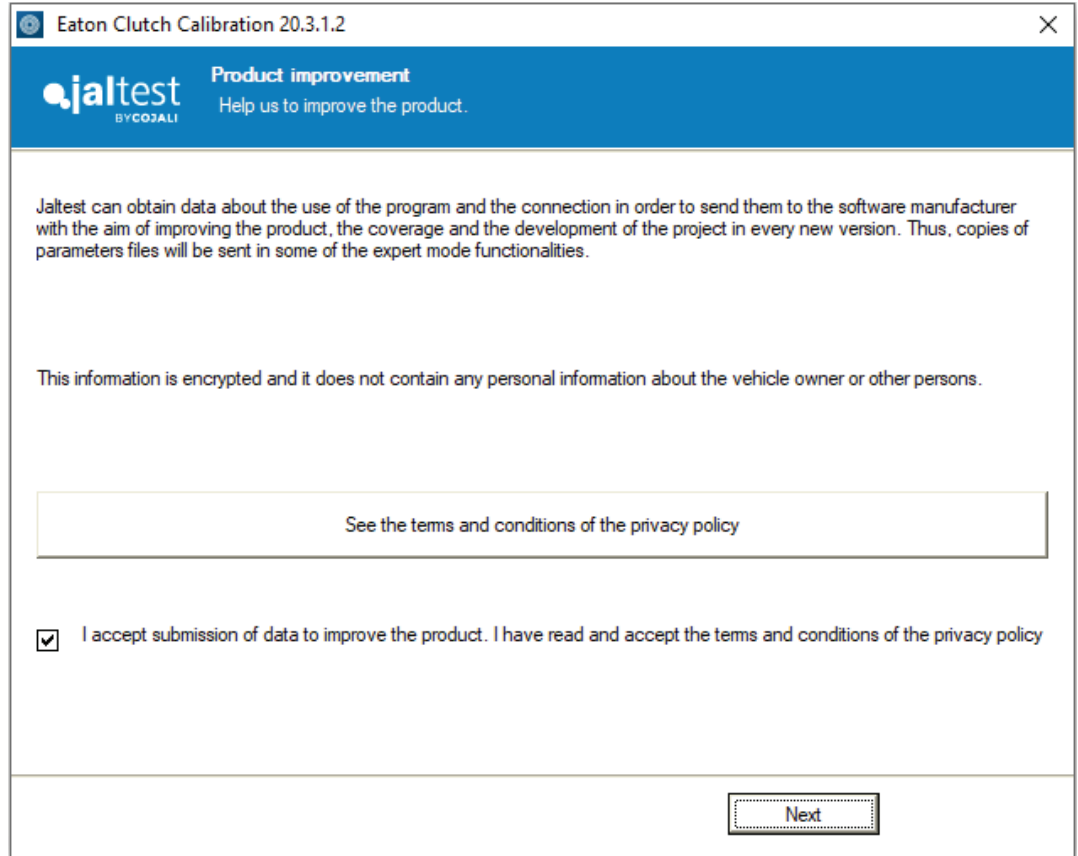 Eaton Clutch Calibration 20.3.1.2
jaltest
BY COJALI
Product improvement
Help us to improve the product.
Jaltest can obtain data about the use of the program and the connection in order to send them to the software manufacturer
with the aim of improving the product, the coverage and the development of the project in every new version. Thus, copies of
parameters files will be sent in some of the expert mode functionalities.
This information is encrypted and it does not contain any personal information about the vehicle owner or other persons.
See the terms and conditions of the privacy policy
I accept submission of data to improve the product. I have read and accept the terms and conditions of the privacy policy
Next